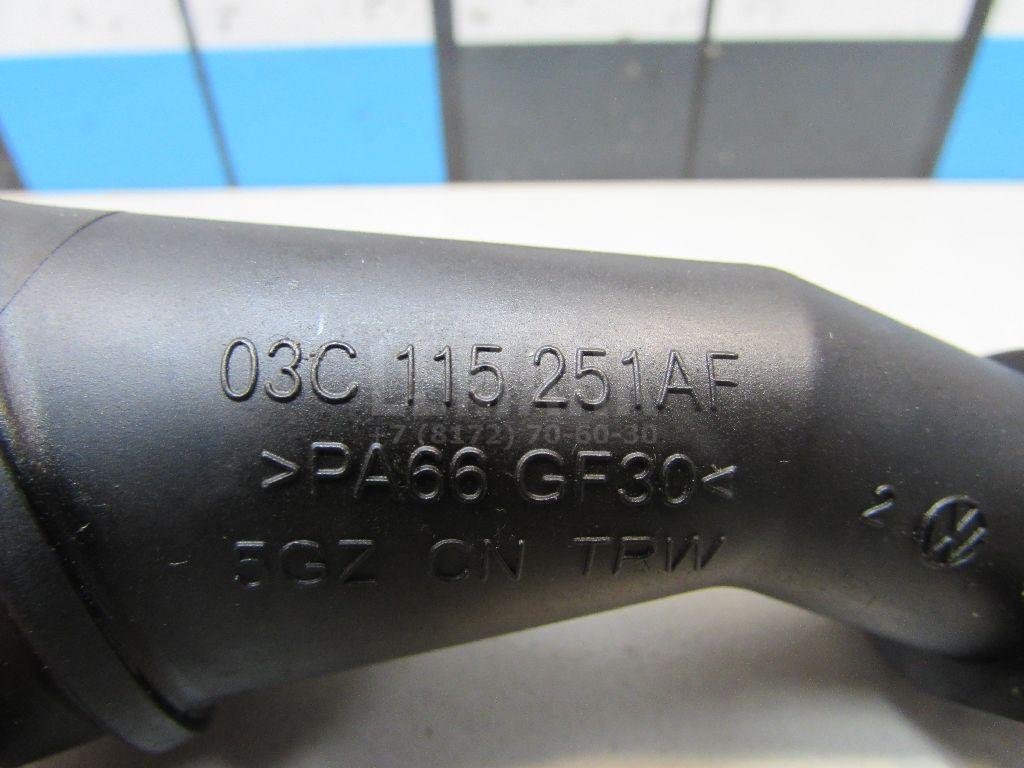 03C 115 251AF
+7 (8172) 70-60-30
>PA66 GF30<
5GZ CN TRW
2